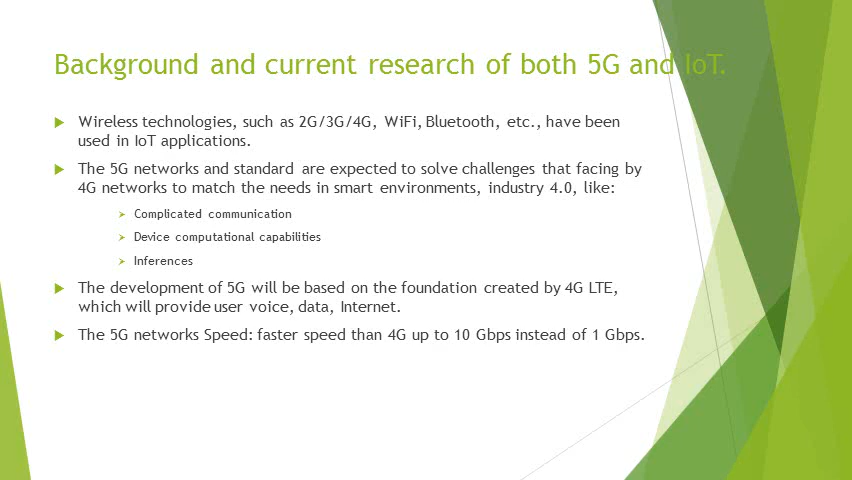 Background and current research of both 5G and IoT.
Wireless technologies, such as 2G/3G/4G, WiFi, Bluetooth, etc., have been
used in IoT applications.
The 5G networks and standard are expected to solve challenges that facing by
4G networks to match the needs in smart environments, industry 4.0, like:
Complicated communication
Device computational capabilities
Inferences
The development of 5G will be based on the foundation created by 4G LTE,
which will provide user voice, data, Internet.
The 5G networks Speed: faster speed than 4G up to 10 Gbps instead of 1 Gbps.